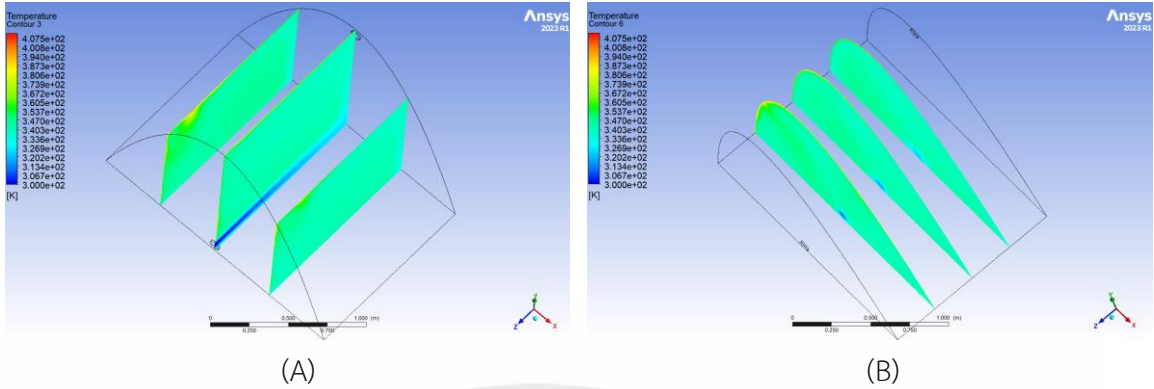 Temperature
Contour 3
4.075e+02
4.008e+02
3.940e+02
3.873e+02
3.806e+02
3.739e+02
3.672e+02
3.605e+02
3.537e+02
3.470e+02
3.403e+02
3.336e+02
3.269e+02
3.202e+02
3.134e+02
3.067e+02
3.000e+02
[K]
Ansys
2023 R1
0
0.500
1.000
(m)
0.250
0.750
Y
Z
X
(A)
Temperature
Contour 6
4.075e+02
4.008e+02
3.940e+02
3.873e+02
3.806e+02
3.739e+02
3.672e+02
3.605e+02
3.537e+02
3.470e+02
3.403e+02
3.336e+02
3.269e+02
3.202e+02
3.134e+02
3.067e+02
3.000e+02
[K]
Ansys
2023 R1
0
0.500
1.000
(m)
0.250
0.750
Y
Z
X
(B)